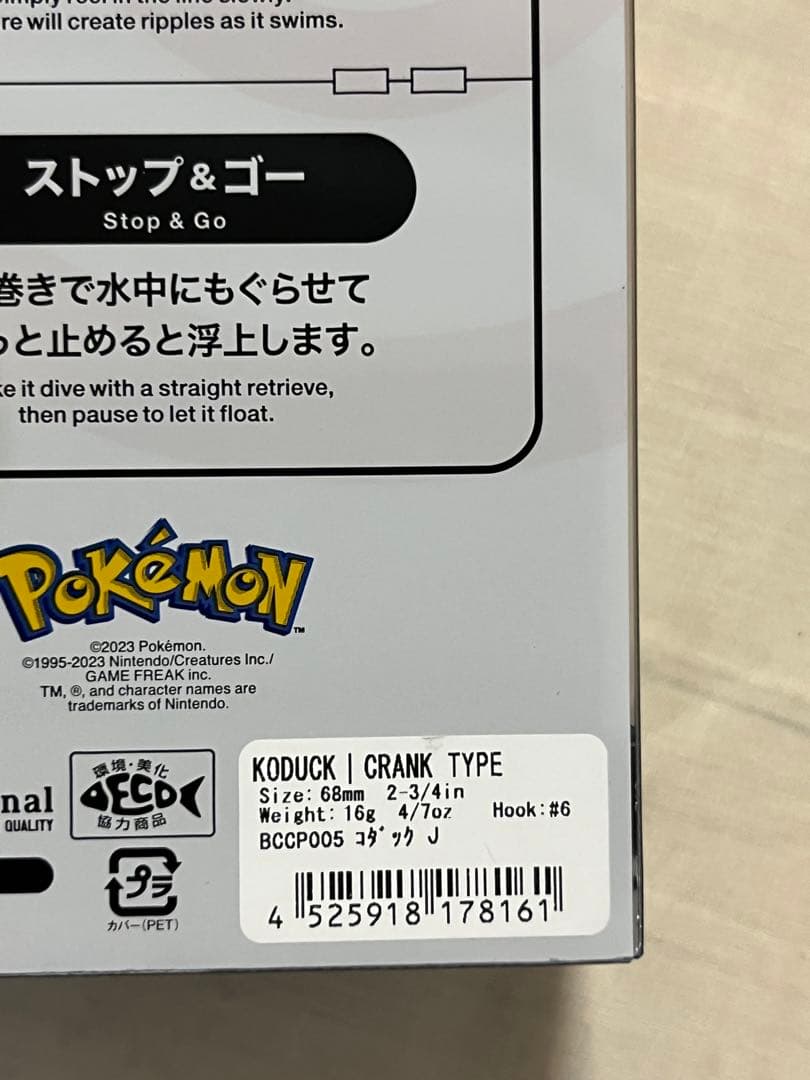 re will create ripples as it swims.
ストップ&ゴー
Stop & Go
巻きで水中にもぐらせて
と止めると浮上します。
it dive with a straight retrieve,
then pause to let it float.
POKéMON™
©2023 Pokémon.
©1995-2023 Nintendo/Creatures Inc./
GAME FREAK inc.
TM, ®, and character names are
trademarks of Nintendo.
nal
QUALITY
環境・美化
ECO
協力商品
プラ
カバー(PET)
KODUCK | CRANK TYPE
Size: 68mm 2-3/4in
Weight: 16g 4/7oz Hook:#6
BCCP005 コダック J
4 525918 178161